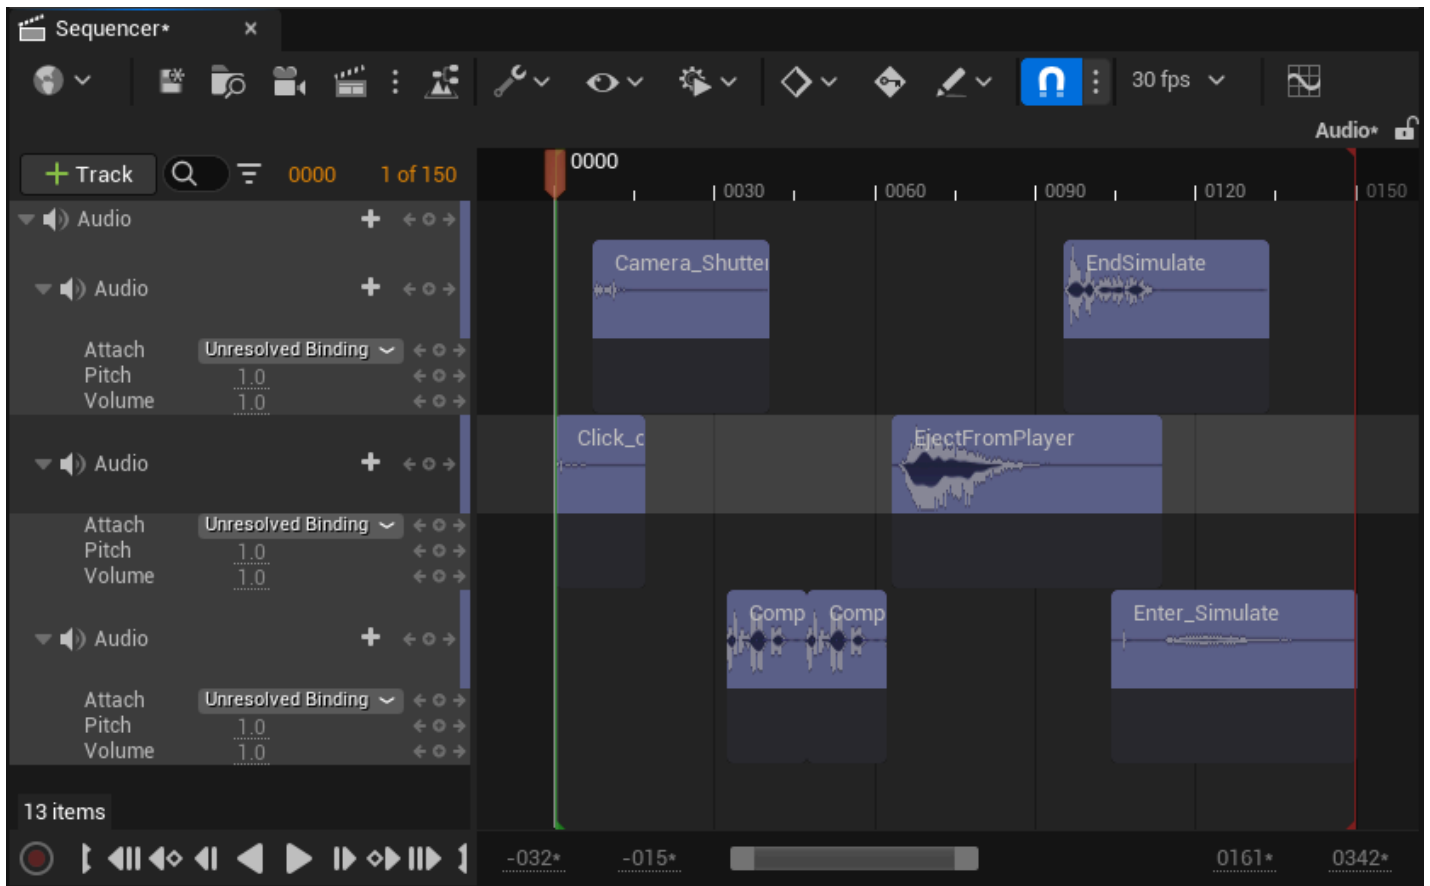 Sequencer*
30 fps
Audio*
Track 0000 1 of 150
0000
0030 0060 0090 0120 0150
Audio
Audio
Camera_Shutter
EndSimulate
Attach Unresolved Binding
Pitch 1.0
Volume 1.0
Audio
Click_c
EjectFromPlayer
Attach Unresolved Binding
Pitch 1.0
Volume 1.0
Audio
Comp Comp
Enter_Simulate
Attach Unresolved Binding
Pitch 1.0
Volume 1.0
13 items
-032* -015* 0161* 0342*